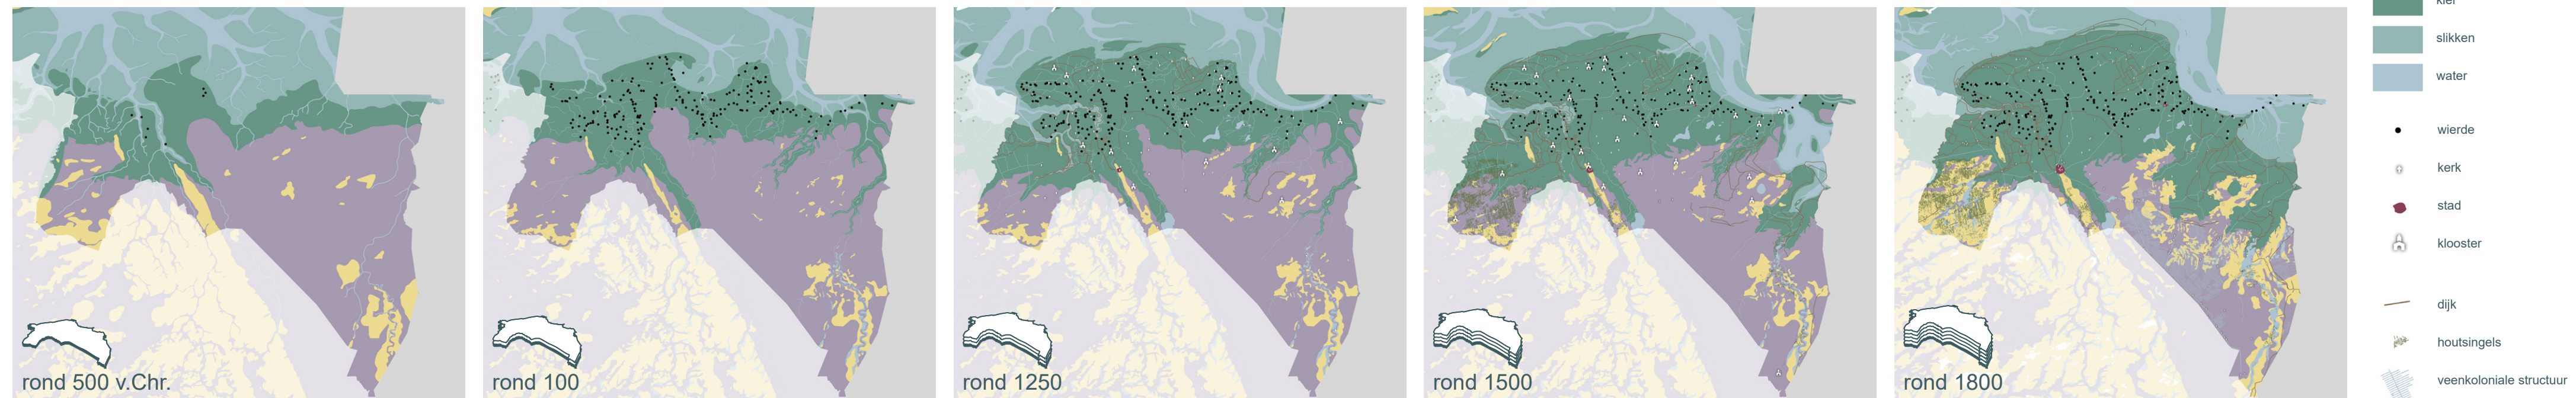 rond 500 v.Chr.
rond 100
rond 1250
rond 1500
rond 1800
klei
slikken
water
wierde
kerk
stad
klooster
dijk
houtsingels
veenkoloniale structuur